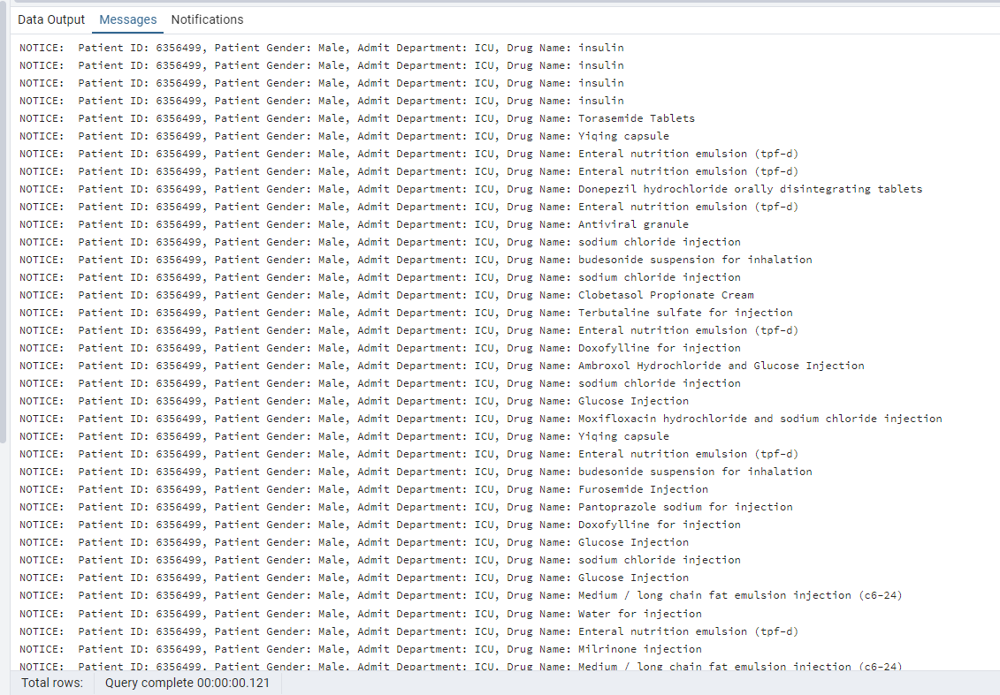 Data Output Messages Notifications
NOTICE:  Patient ID: 6356499, Patient Gender: Male, Admit Department: ICU, Drug Name: insulin
NOTICE:  Patient ID: 6356499, Patient Gender: Male, Admit Department: ICU, Drug Name: insulin
NOTICE:  Patient ID: 6356499, Patient Gender: Male, Admit Department: ICU, Drug Name: insulin
NOTICE:  Patient ID: 6356499, Patient Gender: Male, Admit Department: ICU, Drug Name: insulin
NOTICE:  Patient ID: 6356499, Patient Gender: Male, Admit Department: ICU, Drug Name: Torasemide Tablets
NOTICE:  Patient ID: 6356499, Patient Gender: Male, Admit Department: ICU, Drug Name: Yiqing capsule
NOTICE:  Patient ID: 6356499, Patient Gender: Male, Admit Department: ICU, Drug Name: Enteral nutrition emulsion (tpf-d)
NOTICE:  Patient ID: 6356499, Patient Gender: Male, Admit Department: ICU, Drug Name: Enteral nutrition emulsion (tpf-d)
NOTICE:  Patient ID: 6356499, Patient Gender: Male, Admit Department: ICU, Drug Name: Donepezil hydrochloride orally disintegrating tablets
NOTICE:  Patient ID: 6356499, Patient Gender: Male, Admit Department: ICU, Drug Name: Enteral nutrition emulsion (tpf-d)
NOTICE:  Patient ID: 6356499, Patient Gender: Male, Admit Department: ICU, Drug Name: Antiviral granule
NOTICE:  Patient ID: 6356499, Patient Gender: Male, Admit Department: ICU, Drug Name: sodium chloride injection
NOTICE:  Patient ID: 6356499, Patient Gender: Male, Admit Department: ICU, Drug Name: budesonide suspension for inhalation
NOTICE:  Patient ID: 6356499, Patient Gender: Male, Admit Department: ICU, Drug Name: sodium chloride injection
NOTICE:  Patient ID: 6356499, Patient Gender: Male, Admit Department: ICU, Drug Name: Clobetasol Propionate Cream
NOTICE:  Patient ID: 6356499, Patient Gender: Male, Admit Department: ICU, Drug Name: Terbutaline sulfate for injection
NOTICE:  Patient ID: 6356499, Patient Gender: Male, Admit Department: ICU, Drug Name: Enteral nutrition emulsion (tpf-d)
NOTICE:  Patient ID: 6356499, Patient Gender: Male, Admit Department: ICU, Drug Name: Doxofylline for injection
NOTICE:  Patient ID: 6356499, Patient Gender: Male, Admit Department: ICU, Drug Name: Ambroxol Hydrochloride and Glucose Injection
NOTICE:  Patient ID: 6356499, Patient Gender: Male, Admit Department: ICU, Drug Name: sodium chloride injection
NOTICE:  Patient ID: 6356499, Patient Gender: Male, Admit Department: ICU, Drug Name: Glucose Injection
NOTICE:  Patient ID: 6356499, Patient Gender: Male, Admit Department: ICU, Drug Name: Moxifloxacin hydrochloride and sodium chloride injection
NOTICE:  Patient ID: 6356499, Patient Gender: Male, Admit Department: ICU, Drug Name: Yiqing capsule
NOTICE:  Patient ID: 6356499, Patient Gender: Male, Admit Department: ICU, Drug Name: Enteral nutrition emulsion (tpf-d)
NOTICE:  Patient ID: 6356499, Patient Gender: Male, Admit Department: ICU, Drug Name: budesonide suspension for inhalation
NOTICE:  Patient ID: 6356499, Patient Gender: Male, Admit Department: ICU, Drug Name: Furosemide Injection
NOTICE:  Patient ID: 6356499, Patient Gender: Male, Admit Department: ICU, Drug Name: Pantoprazole sodium for injection
NOTICE:  Patient ID: 6356499, Patient Gender: Male, Admit Department: ICU, Drug Name: Doxofylline for injection
NOTICE:  Patient ID: 6356499, Patient Gender: Male, Admit Department: ICU, Drug Name: Glucose Injection
NOTICE:  Patient ID: 6356499, Patient Gender: Male, Admit Department: ICU, Drug Name: sodium chloride injection
NOTICE:  Patient ID: 6356499, Patient Gender: Male, Admit Department: ICU, Drug Name: Glucose Injection
NOTICE:  Patient ID: 6356499, Patient Gender: Male, Admit Department: ICU, Drug Name: Medium / long chain fat emulsion injection (c6-24)
NOTICE:  Patient ID: 6356499, Patient Gender: Male, Admit Department: ICU, Drug Name: Water for injection
NOTICE:  Patient ID: 6356499, Patient Gender: Male, Admit Department: ICU, Drug Name: Enteral nutrition emulsion (tpf-d)
NOTICE:  Patient ID: 6356499, Patient Gender: Male, Admit Department: ICU, Drug Name: Milrinone injection
NOTICE:  Patient ID: 6356499, Patient Gender: Male, Admit Department: ICU, Drug Name: Medium / long chain fat emulsion injection (c6-24)
Total rows: Query complete 00:00:00.121